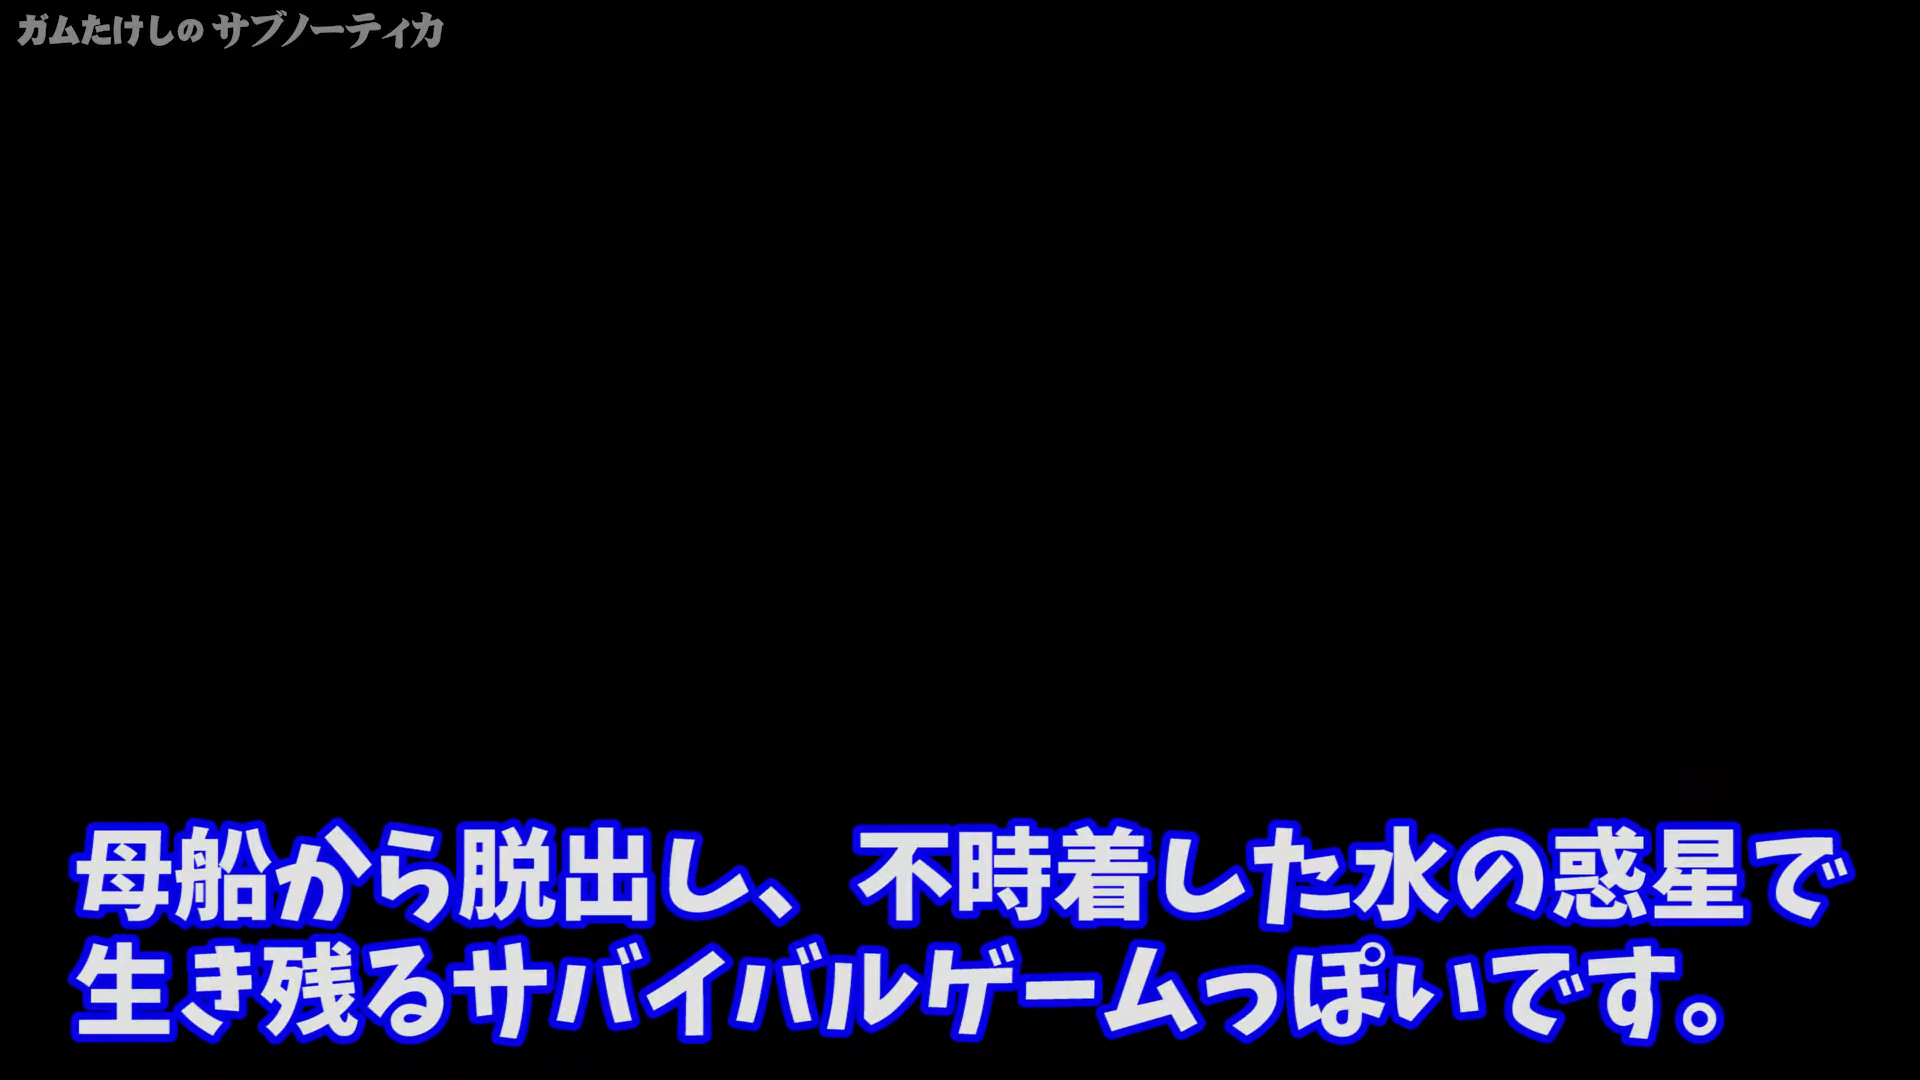 ガムたけしの サブノーティカ
母船から脱出し、不時着した水の惑星で
生き残るサバイバルゲームっぽいです。